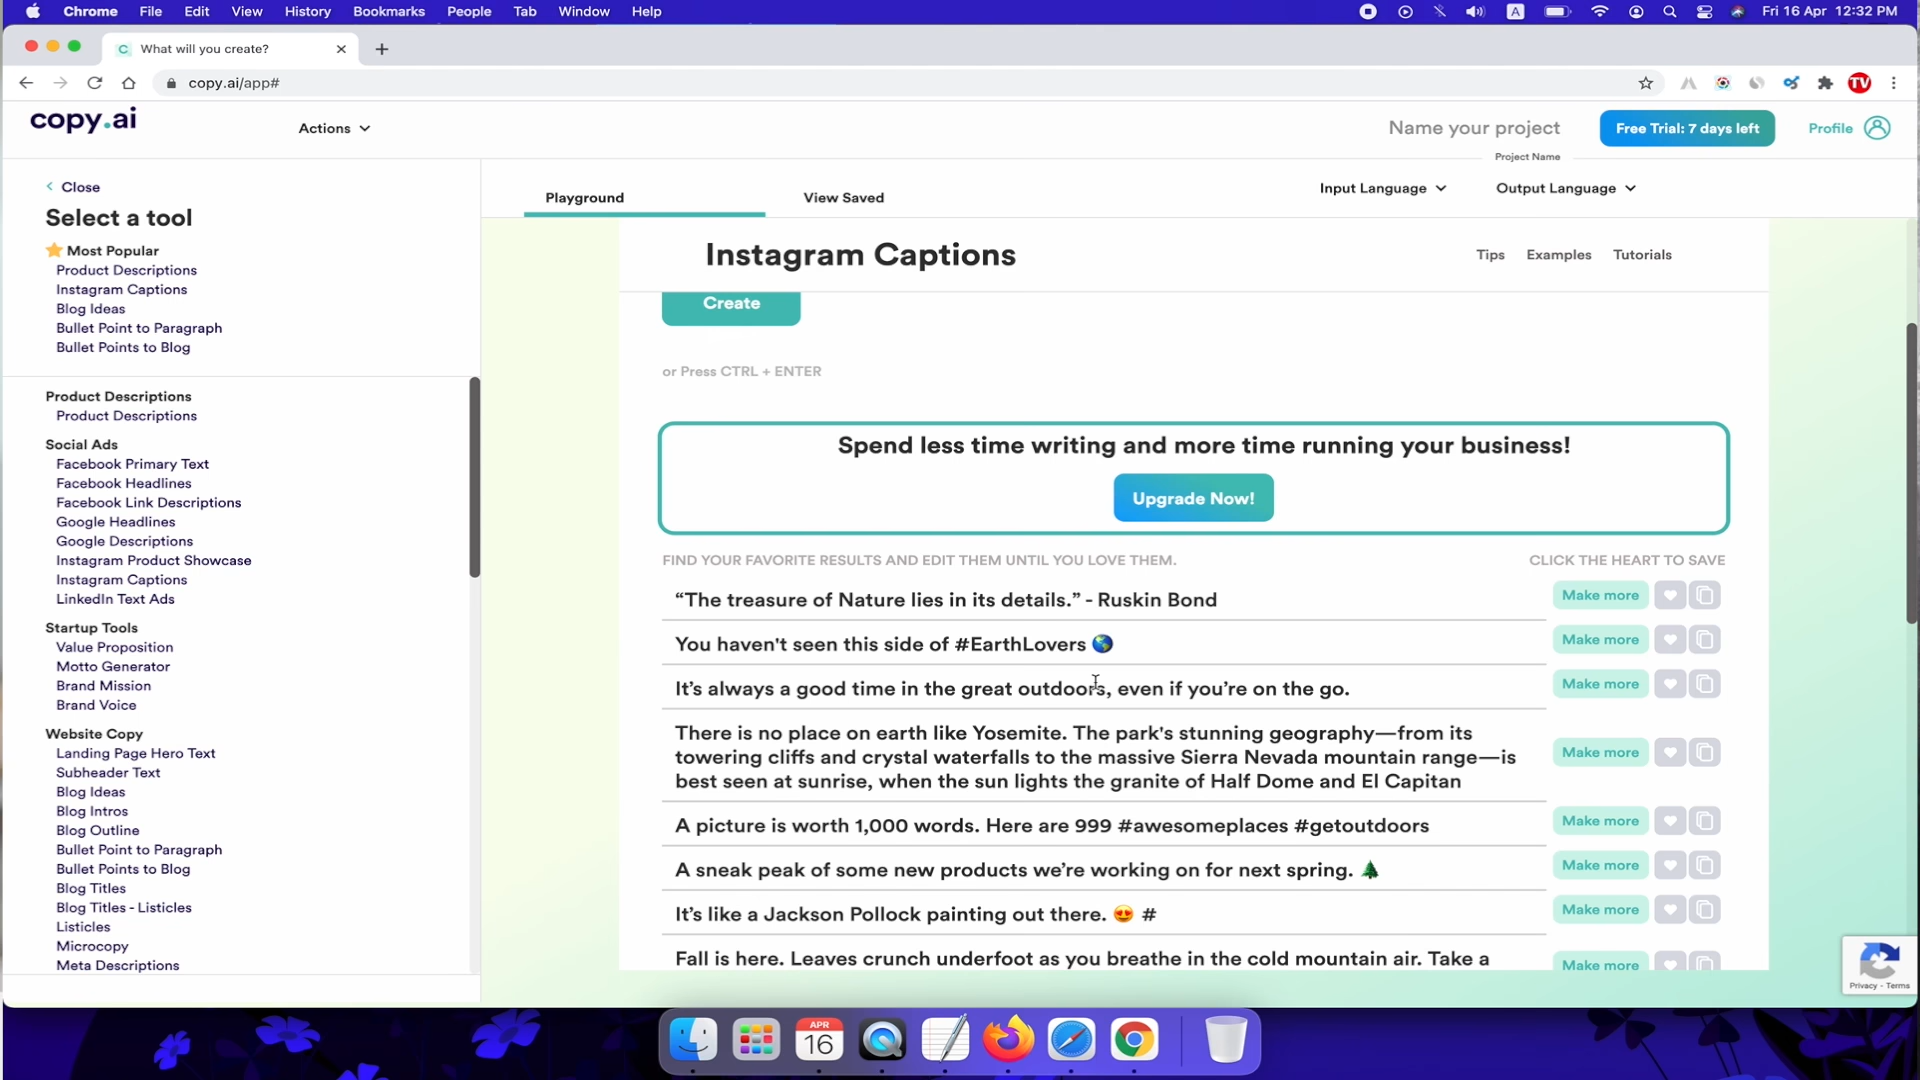 Chrome File Edit View History Bookmarks People Tab Window Help
A
Fri 16 Apr 12:32 PM
C What will you create?
copy.ai/app#
TV
copy.ai
Actions
Name your project
Free Trial: 7 days left
Profile
Project Name
Close
Select a tool
Most Popular
Product Descriptions
Instagram Captions
Blog Ideas
Bullet Point to Paragraph
Bullet Points to Blog
Product Descriptions
Product Descriptions
Social Ads
Facebook Primary Text
Facebook Headlines
Facebook Link Descriptions
Google Headlines
Google Descriptions
Instagram Product Showcase
Instagram Captions
LinkedIn Text Ads
Startup Tools
Value Proposition
Motto Generator
Brand Mission
Brand Voice
Website Copy
Landing Page Hero Text
Subheader Text
Blog Ideas
Blog Intros
Blog Outline
Bullet Point to Paragraph
Bullet Points to Blog
Blog Titles
Blog Titles - Listicles
Listicles
Microcopy
Meta Descriptions
Playground
View Saved
Input Language
Output Language
Instagram Captions
Tips
Examples
Tutorials
Create
or Press CTRL + ENTER
Spend less time writing and more time running your business!
Upgrade Now!
FIND YOUR FAVORITE RESULTS AND EDIT THEM UNTIL YOU LOVE THEM.
CLICK THE HEART TO SAVE
“The treasure of Nature lies in its details.” - Ruskin Bond
Make more
You haven't seen this side of #EarthLovers 🌎
Make more
It’s always a good time in the great outdoors, even if you’re on the go.
Make more
There is no place on earth like Yosemite. The park's stunning geography—from its
towering cliffs and crystal waterfalls to the massive Sierra Nevada mountain range—is
best seen at sunrise, when the sun lights the granite of Half Dome and El Capitan
Make more
A picture is worth 1,000 words. Here are 999 #awesomeplaces #getoutdoors
Make more
A sneak peak of some new products we’re working on for next spring. 🌲
Make more
It’s like a Jackson Pollock painting out there. 😍 #
Make more
Fall is here. Leaves crunch underfoot as you breathe in the cold mountain air. Take a
Make more
Privacy - Terms
APR
16